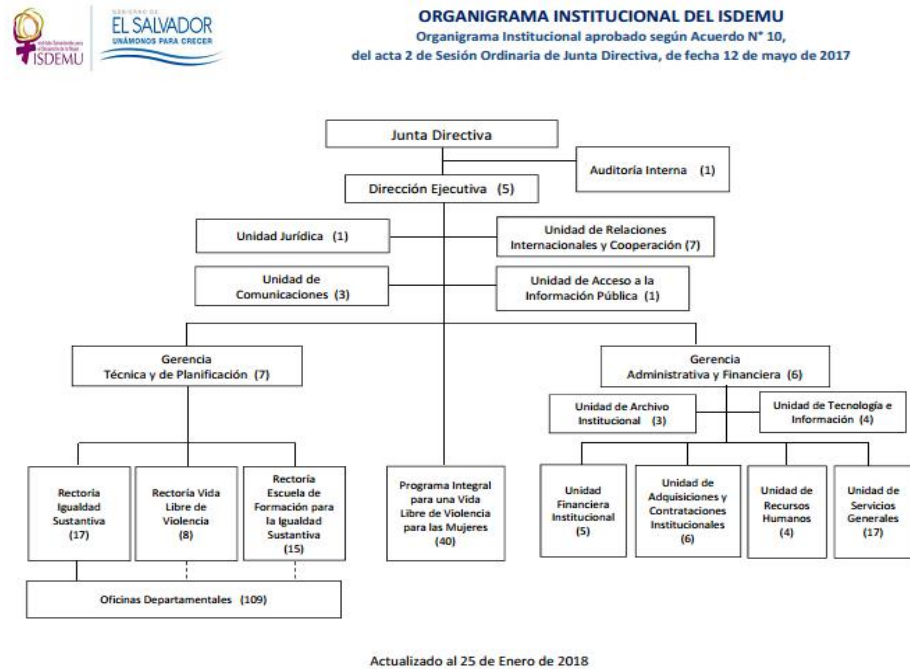 GOBIERNO DE
EL SALVADOR
UNÁMONOS PARA CRECER
ISDEMU
ORGANIGRAMA INSTITUCIONAL DEL ISDEMU
Organigrama Institucional aprobado según Acuerdo N° 10,
del acta 2 de Sesión Ordinaria de Junta Directiva, de fecha 12 de mayo de 2017
Junta Directiva
Auditoría Interna (1)
Dirección Ejecutiva (5)
Unidad Jurídica (1)
Unidad de Relaciones
Internacionales y Cooperación (7)
Unidad de
Comunicaciones (3)
Unidad de Acceso a la
Información Pública (1)
Gerencia
Técnica y de Planificación (7)
Gerencia
Administrativa y Financiera (6)
Unidad de Archivo
Institucional (3)
Unidad de Tecnología e
Información (4)
Rectoría
Igualdad
Sustantiva
(17)
Rectoría Vida
Libre de
Violencia
(8)
Rectoría
Escuela de
Formación para
la Igualdad
Sustantiva
(15)
Programa Integral
para una Vida
Libre de Violencia
para las Mujeres
(40)
Unidad
Financiera
Institucional
(5)
Unidad de
Adquisiciones y
Contrataciones
Institucionales
(6)
Unidad de
Recursos
Humanos
(4)
Unidad de
Servicios
Generales
(17)
Oficinas Departamentales (109)
Actualizado al 25 de Enero de 2018